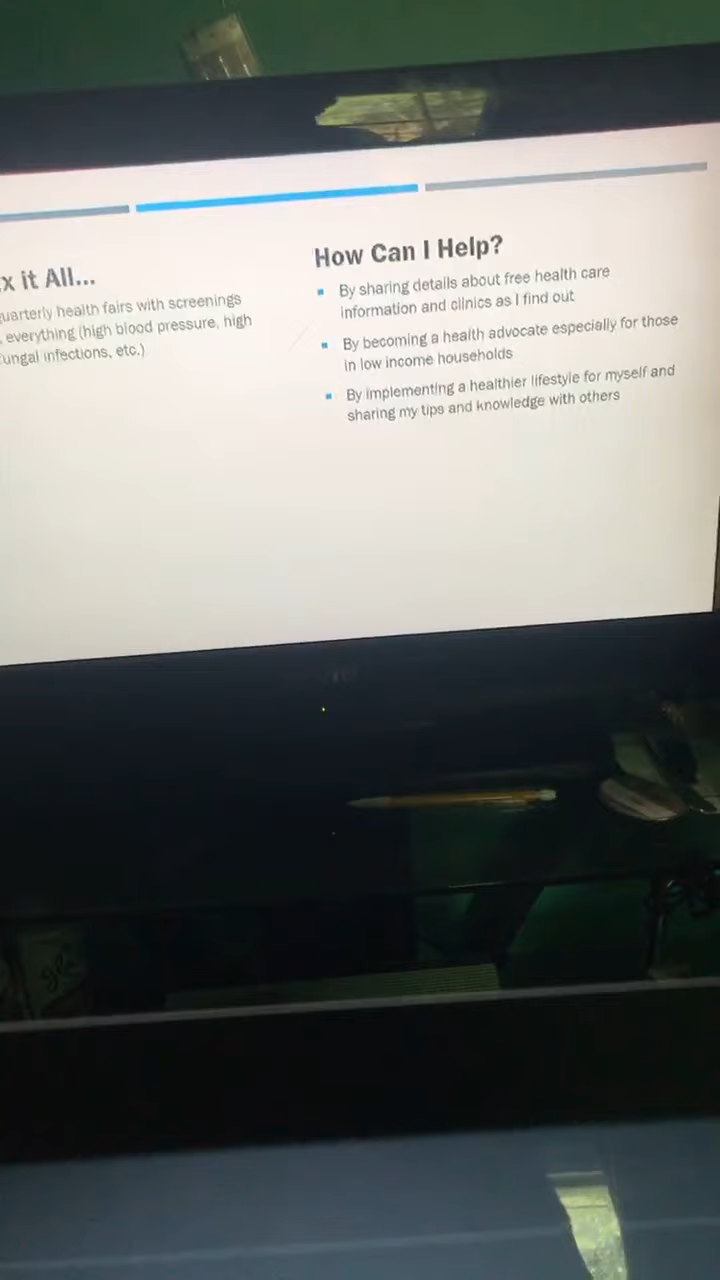 x it All...
uarterly health fairs with screenings
everything (high blood pressure, high
ungal infections, etc.)
How Can I Help?
By sharing details about free health care
information and clinics as I find out
By becoming a health advocate especially for those
in low income households
By implementing a healthier lifestyle for myself and
sharing my tips and knowledge with others